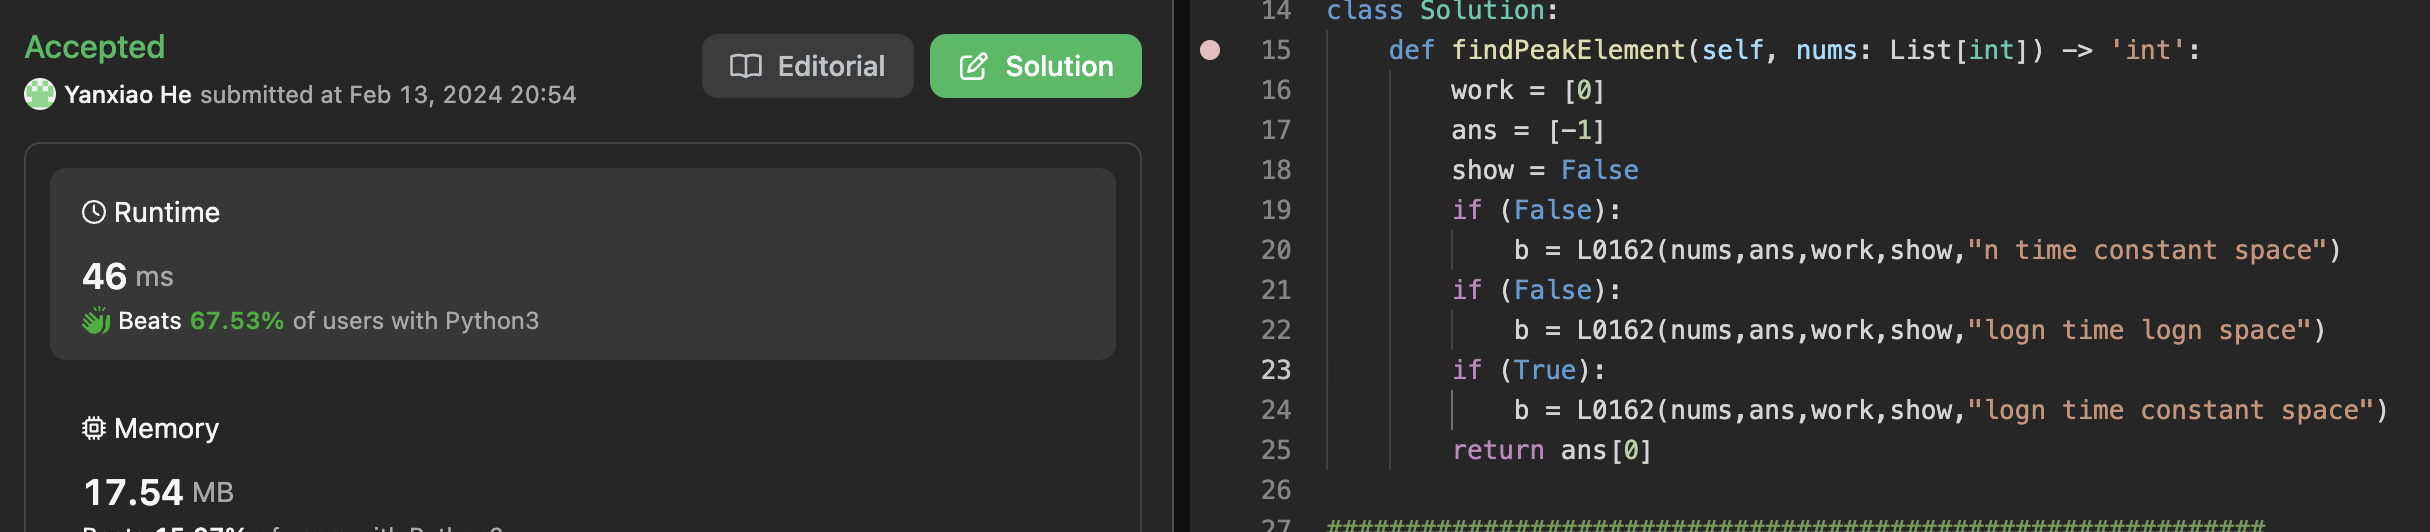 Accepted
Yanxiao He submitted at Feb 13, 2024 20:54
Editorial
Solution
Runtime
46 ms
Beats 67.53% of users with Python3
Memory
17.54 MB
14 class Solution:
15 def findPeakElement(self, nums: List[int]) -> 'int':
16 work = [0]
17 ans = [-1]
18 show = False
19 if (False):
20 b = L0162(nums,ans,work,show,"n time constant space")
21 if (False):
22 b = L0162(nums,ans,work,show,"logn time logn space")
23 if (True):
24 b = L0162(nums,ans,work,show,"logn time constant space")
25 return ans[0]
26
27 ############################################################